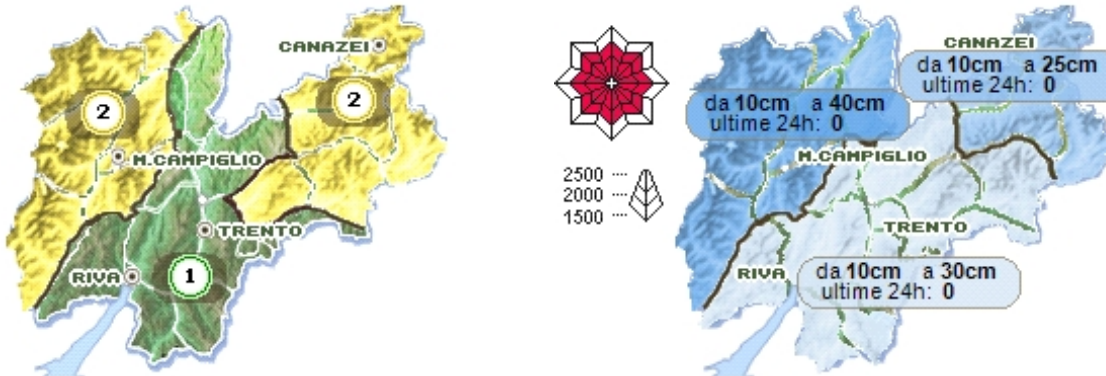 CANAZEI
2
2
M.CAMPIGLIO
TRENTO
RIVA
1
2500
2000
1500
CANAZEI
da 10cm a 25cm
ultime 24h: 0
da 10cm a 40cm
ultime 24h: 0
M.CAMPIGLIO
TRENTO
RIVA
da 10cm a 30cm
ultime 24h: 0